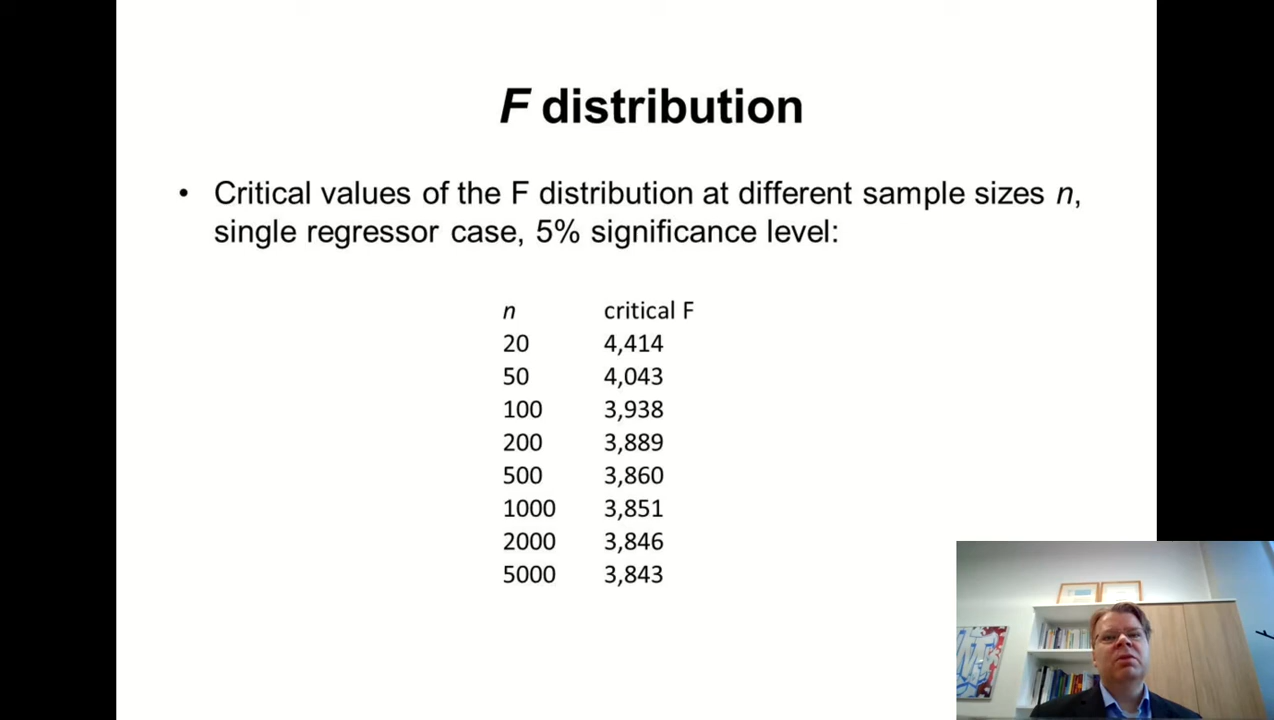 F distribution
• Critical values of the F distribution at different sample sizes n,
single regressor case, 5% significance level:
n critical F
20 4,414
50 4,043
100 3,938
200 3,889
500 3,860
1000 3,851
2000 3,846
5000 3,843